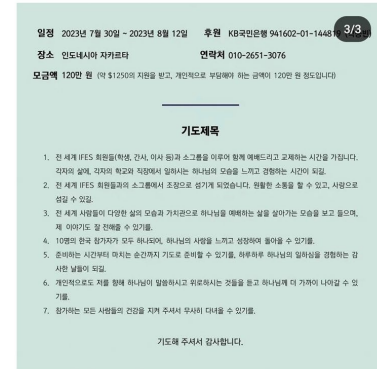 3/3
일정 2023년 7월 30일 ~ 2023년 8월 12일 후원 KB국민은행 941602-01-144819
장소 인도네시아 자카르타 연락처 010-2651-3076
모금액 120만 원 (약 $1250의 지원을 받고, 개인적으로 부담해야 하는 금액이 120만 원 정도입니다)
기도제목
1. 전 세계 IFES 회원들(학생, 간사, 이사 등)과 소그룹을 이루어 함께 예배드리고 교제하는 시간을 가집니다.
각자의 삶에, 각자의 학교와 직장에서 일하시는 하나님의 모습을 느끼고 경험하는 시간이 되길.
2. 전 세계 IFES 회원들과의 소그룹에서 조장으로 섬기게 되었습니다. 원활한 소통을 할 수 있고, 사랑으로
섬길 수 있길.
3. 전 세계 사람들이 다양한 삶의 모습과 가치관으로 하나님을 예배하는 삶을 살아가는 모습을 보고 들으며,
제 이야기도 잘 전해줄 수 있기를.
4. 10명의 한국 참가자가 모두 하나되어, 하나님의 사랑을 느끼고 성장하여 돌아올 수 있기를.
5. 준비하는 시간부터 마치는 순간까지 기도로 준비할 수 있기를, 하루하루 하나님의 일하심을 경험하는 감
사한 날들이 되길.
6. 개인적으로도 저를 향해 하나님이 말씀하시고 위로하시는 것들을 듣고 하나님께 더 가까이 나아갈 수 있
기를.
7. 참가하는 모든 사람들의 건강을 지켜 주셔서 무사히 다녀올 수 있기를.
기도해 주셔서 감사합니다.